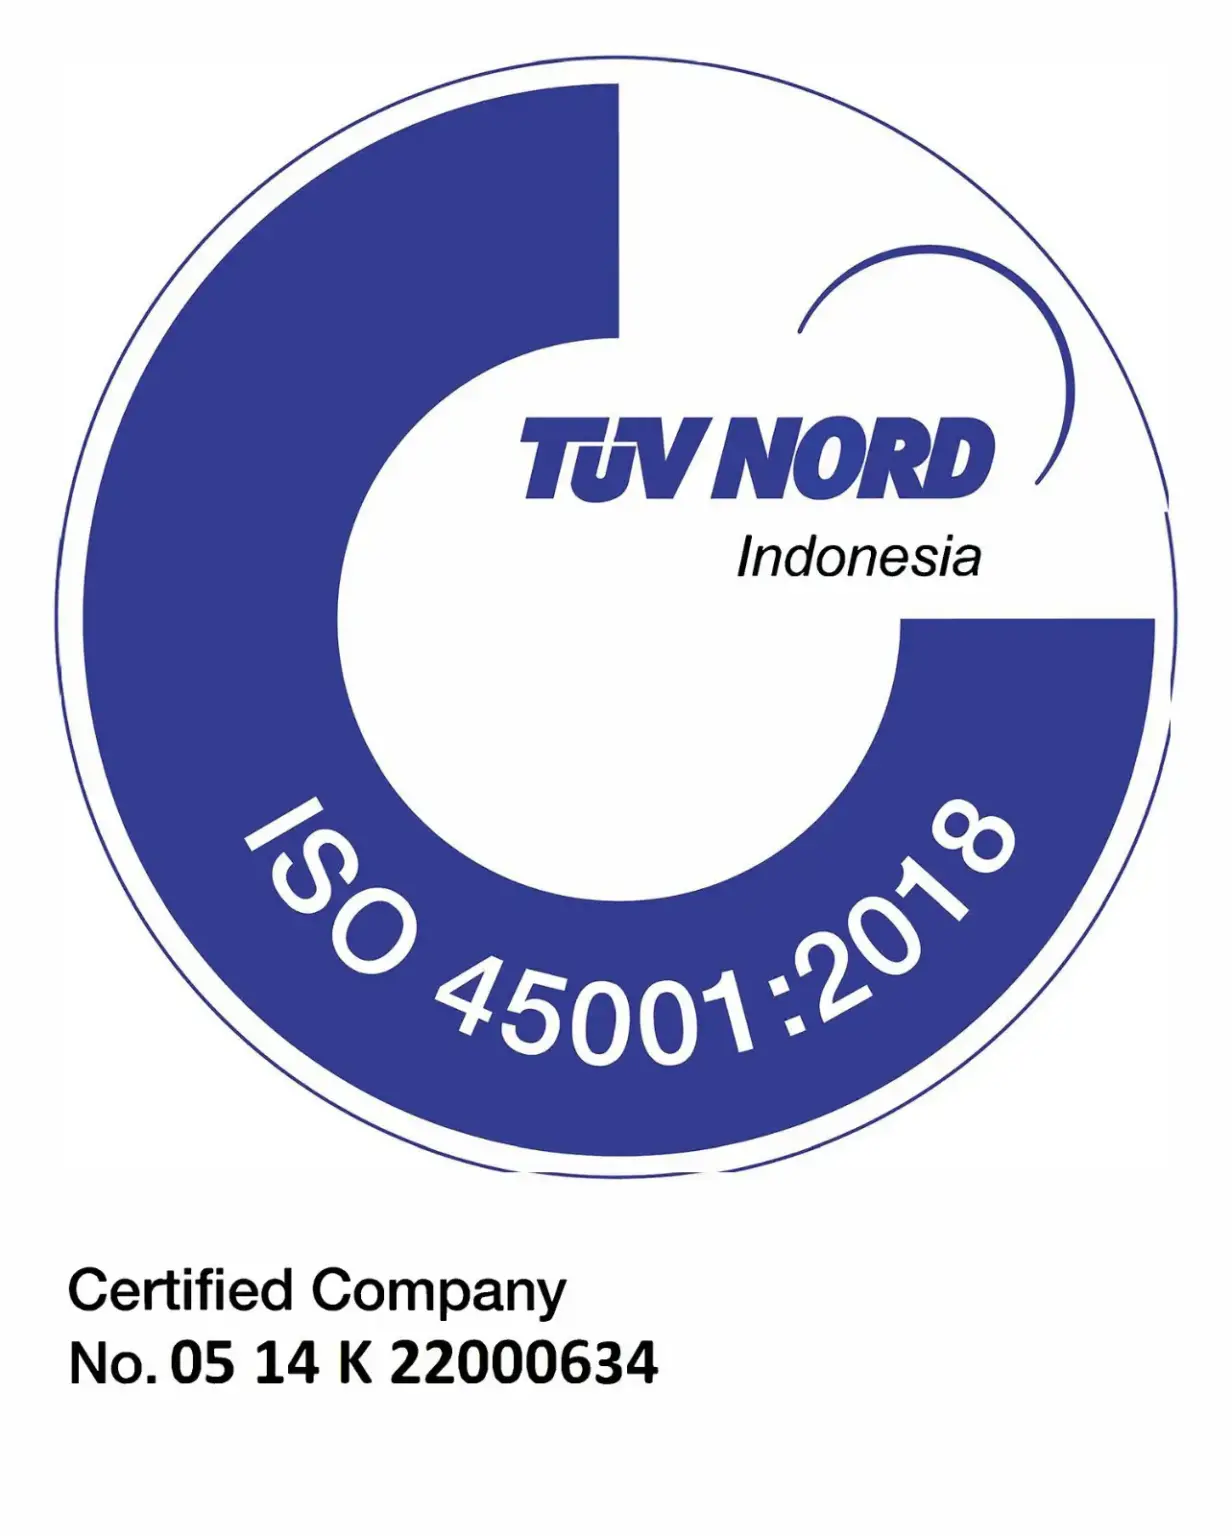 TÜV NORD
Indonesia
ISO 45001:2018
Certified Company
No. 05 14 K 22000634